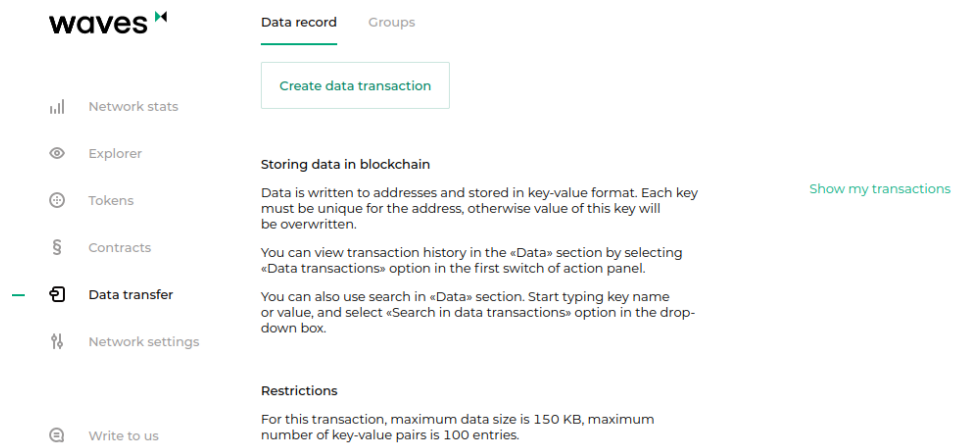 waves
Data record
Groups
Create data transaction
Network stats
Explorer
Tokens
Contracts
Data transfer
Network settings
Write to us
Storing data in blockchain
Data is written to addresses and stored in key-value format. Each key
must be unique for the address, otherwise value of this key will
be overwritten.
You can view transaction history in the «Data» section by selecting
«Data transactions» option in the first switch of action panel.
You can also use search in «Data» section. Start typing key name
or value, and select «Search in data transactions» option in the drop-
down box.
Show my transactions
Restrictions
For this transaction, maximum data size is 150 KB, maximum
number of key-value pairs is 100 entries.